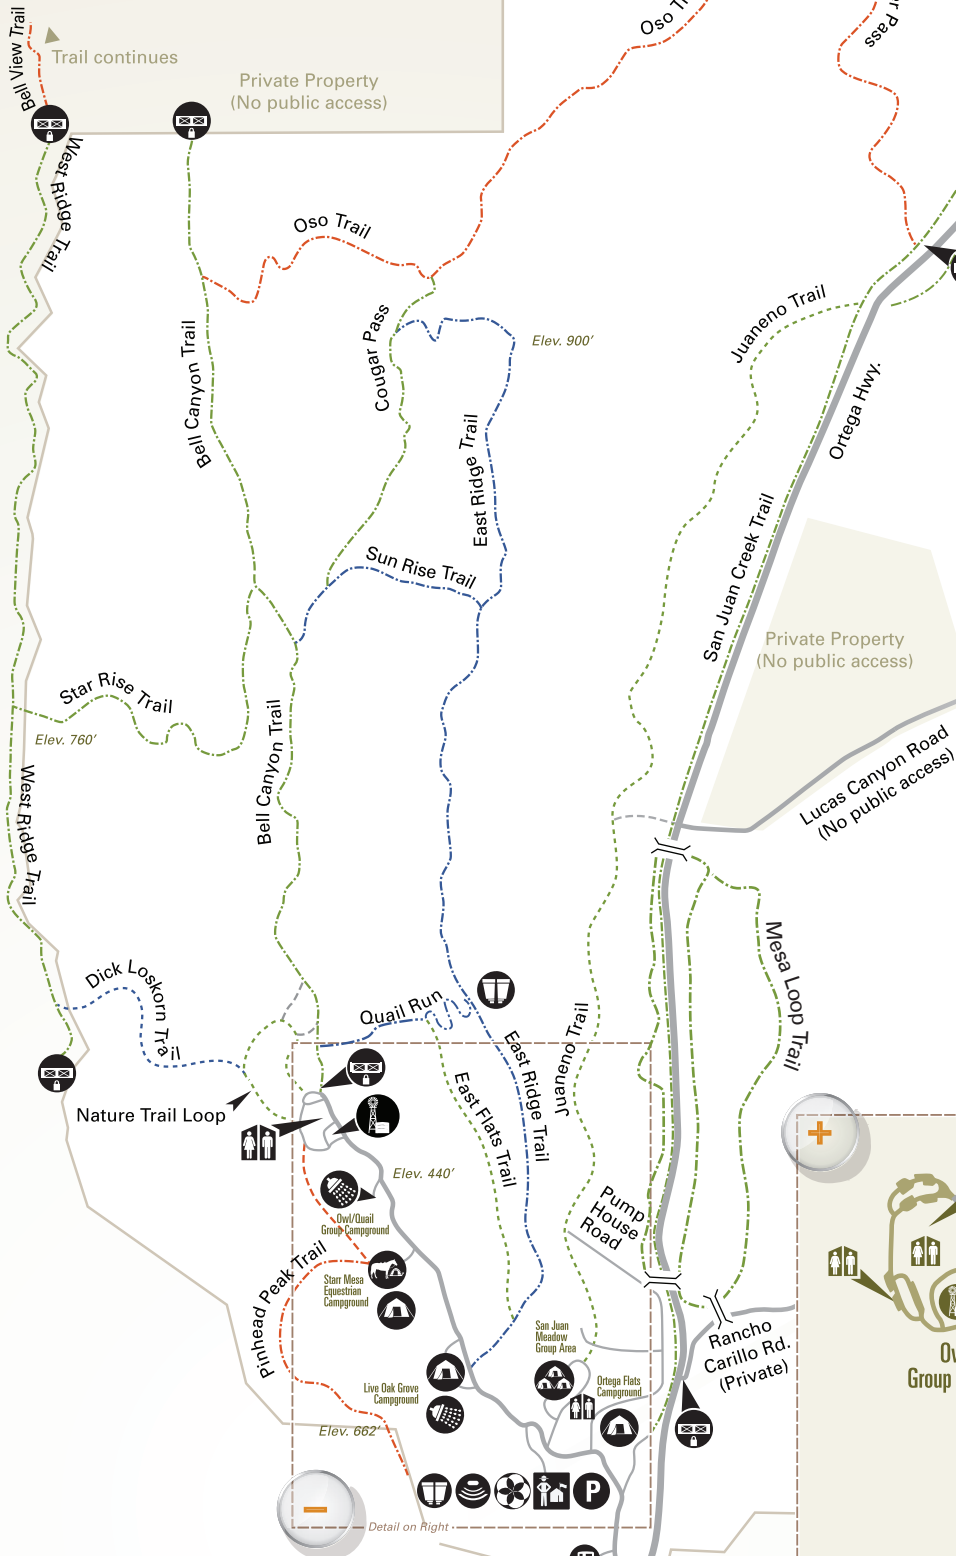 Bell View Trail
Trail continues
Private Property
(No public access)
Oso Tr
r Pass
West Ridge Trail
Oso Trail
Juaneno Trail
Elev. 900'
Cougar Pass
Bell Canyon Trail
Ortega Hwy.
East Ridge Trail
Sun Rise Trail
San Juan Creek Trail
Private Property
(No public access)
Star Rise Trail
Elev. 760'
Bell Canyon Trail
Lucas Canyon Road
(No public access)
West Ridge Trail
Mesa Loop Trail
Dick Loskorn Trail
Quail Run
Juaneno Trail
East Ridge Trail
East Flats Trail
Nature Trail Loop
Elev. 440'
Pump
House
Road
Owl/Quail
Group Campground
Pinhead Peak Trail
Starr Mesa
Equestrian
Campground
San Juan
Meadow
Group Area
Rancho
Carillo Rd.
(Private)
Ow
Group
Live Oak Grove
Campground
Ortega Flats
Campground
Elev. 662'
P
Detail on Right